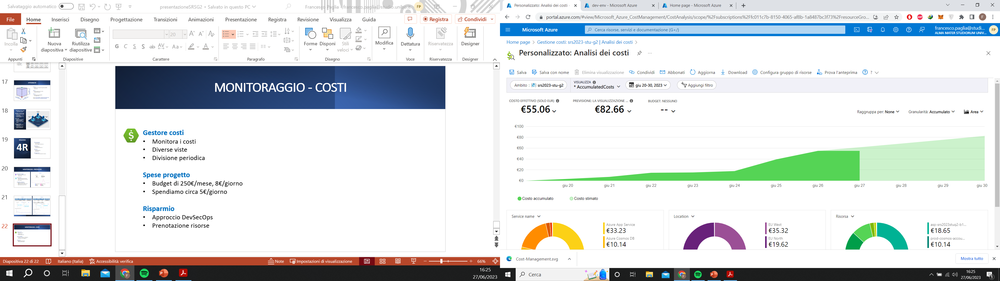 Salvataggio automatico
presentazioneSRSG2 • Salvato in questo PC
Francesco Paglia - francesco.paglia@studio.unibo.it
FP
File
Home
Inserisci
Disegno
Progettazione
Transizioni
Animazioni
Presentazione
Registra
Revisione
Visualizza
Guida
Registra
Condividi
Incolla
Nuova diapositiva
Riutilizza diapositive
20
G C S S ab AV Aa A
Forme
Disponi
Stili veloci
Modifica
Dettatura
Riservatezza
Designer
Appunti
Diapositive
Carattere
Paragrafo
Disegno
Voce
Riservatezza
Designer
17
18
19
4R
20
21
22
MONITORAGGIO - COSTI
Gestore costi
• Monitora i costi
• Diverse viste
• Divisione periodica
Spese progetto
• Budget di 250€/mese, 8€/giorno
• Spendiamo circa 5€/giorno
Risparmio
• Approccio DevSecOps
• Prenotazione risorse
Diapositiva 22 di 22
Italiano (Italia)
Accessibilità: verifica
Note
Impostazioni di visualizzazione
66%
16:25
27/06/2023
Personalizzato: Analisi dei costi -
dev-env - Microsoft Azure
Home page - Microsoft Azure
portal.azure.com/#view/Microsoft_Azure_CostManagement/CostAnalysis/scope/%2Fsubscriptions%2Ffc011c7b-8150-4065-af8b-1a8487bc3f73%2FresourceGro...
ABP
F
Microsoft Azure
Cerca risorse, servizi e documentazione (G+/)
francesco.paglia@studi...
ALMA MATER STUDIORUM UNIV...
FP
Home page > Gestione costi: srs2023-stu-g2 | Analisi dei costi >
Personalizzato: Analisi dei costi
Salva
Salva con nome
Elimina visualizzazione
Condividi
Abbonati
Aggiorna
Download
Configura gruppo di risorse
Prova l'anteprima
?
Ambito : srs2023-stu-g2
VISUALIZZA
* AccumulatedCosts
giu 20-30, 2023
Aggiungi filtro
COSTO EFFETTIVO (SOLO EUR)
€55.06
PREVISIONE: LA VISUALIZZAZIONE ...
€82.66
BUDGET: NESSUNO
--
Raggruppa per: None
Granularità: Accumulato
Area
€100
€80
€60
€40
€20
€0
giu 20
giu 21
giu 22
giu 23
giu 24
giu 25
giu 26
giu 27
giu 28
giu 29
giu 30
Costo accumulato
Costo stimato
Service name
Azure App Service
€33.23
Azure Cosmos DB
€10.14
Location
EU West
€35.32
EU North
€19.62
Risorsa
asp-srs2023stug2-b1...
€18.65
prod-cosmos-accou...
€10.14
Cost-Management.svg
Mostra tutto
Cerca
16:25
27/06/2023
1